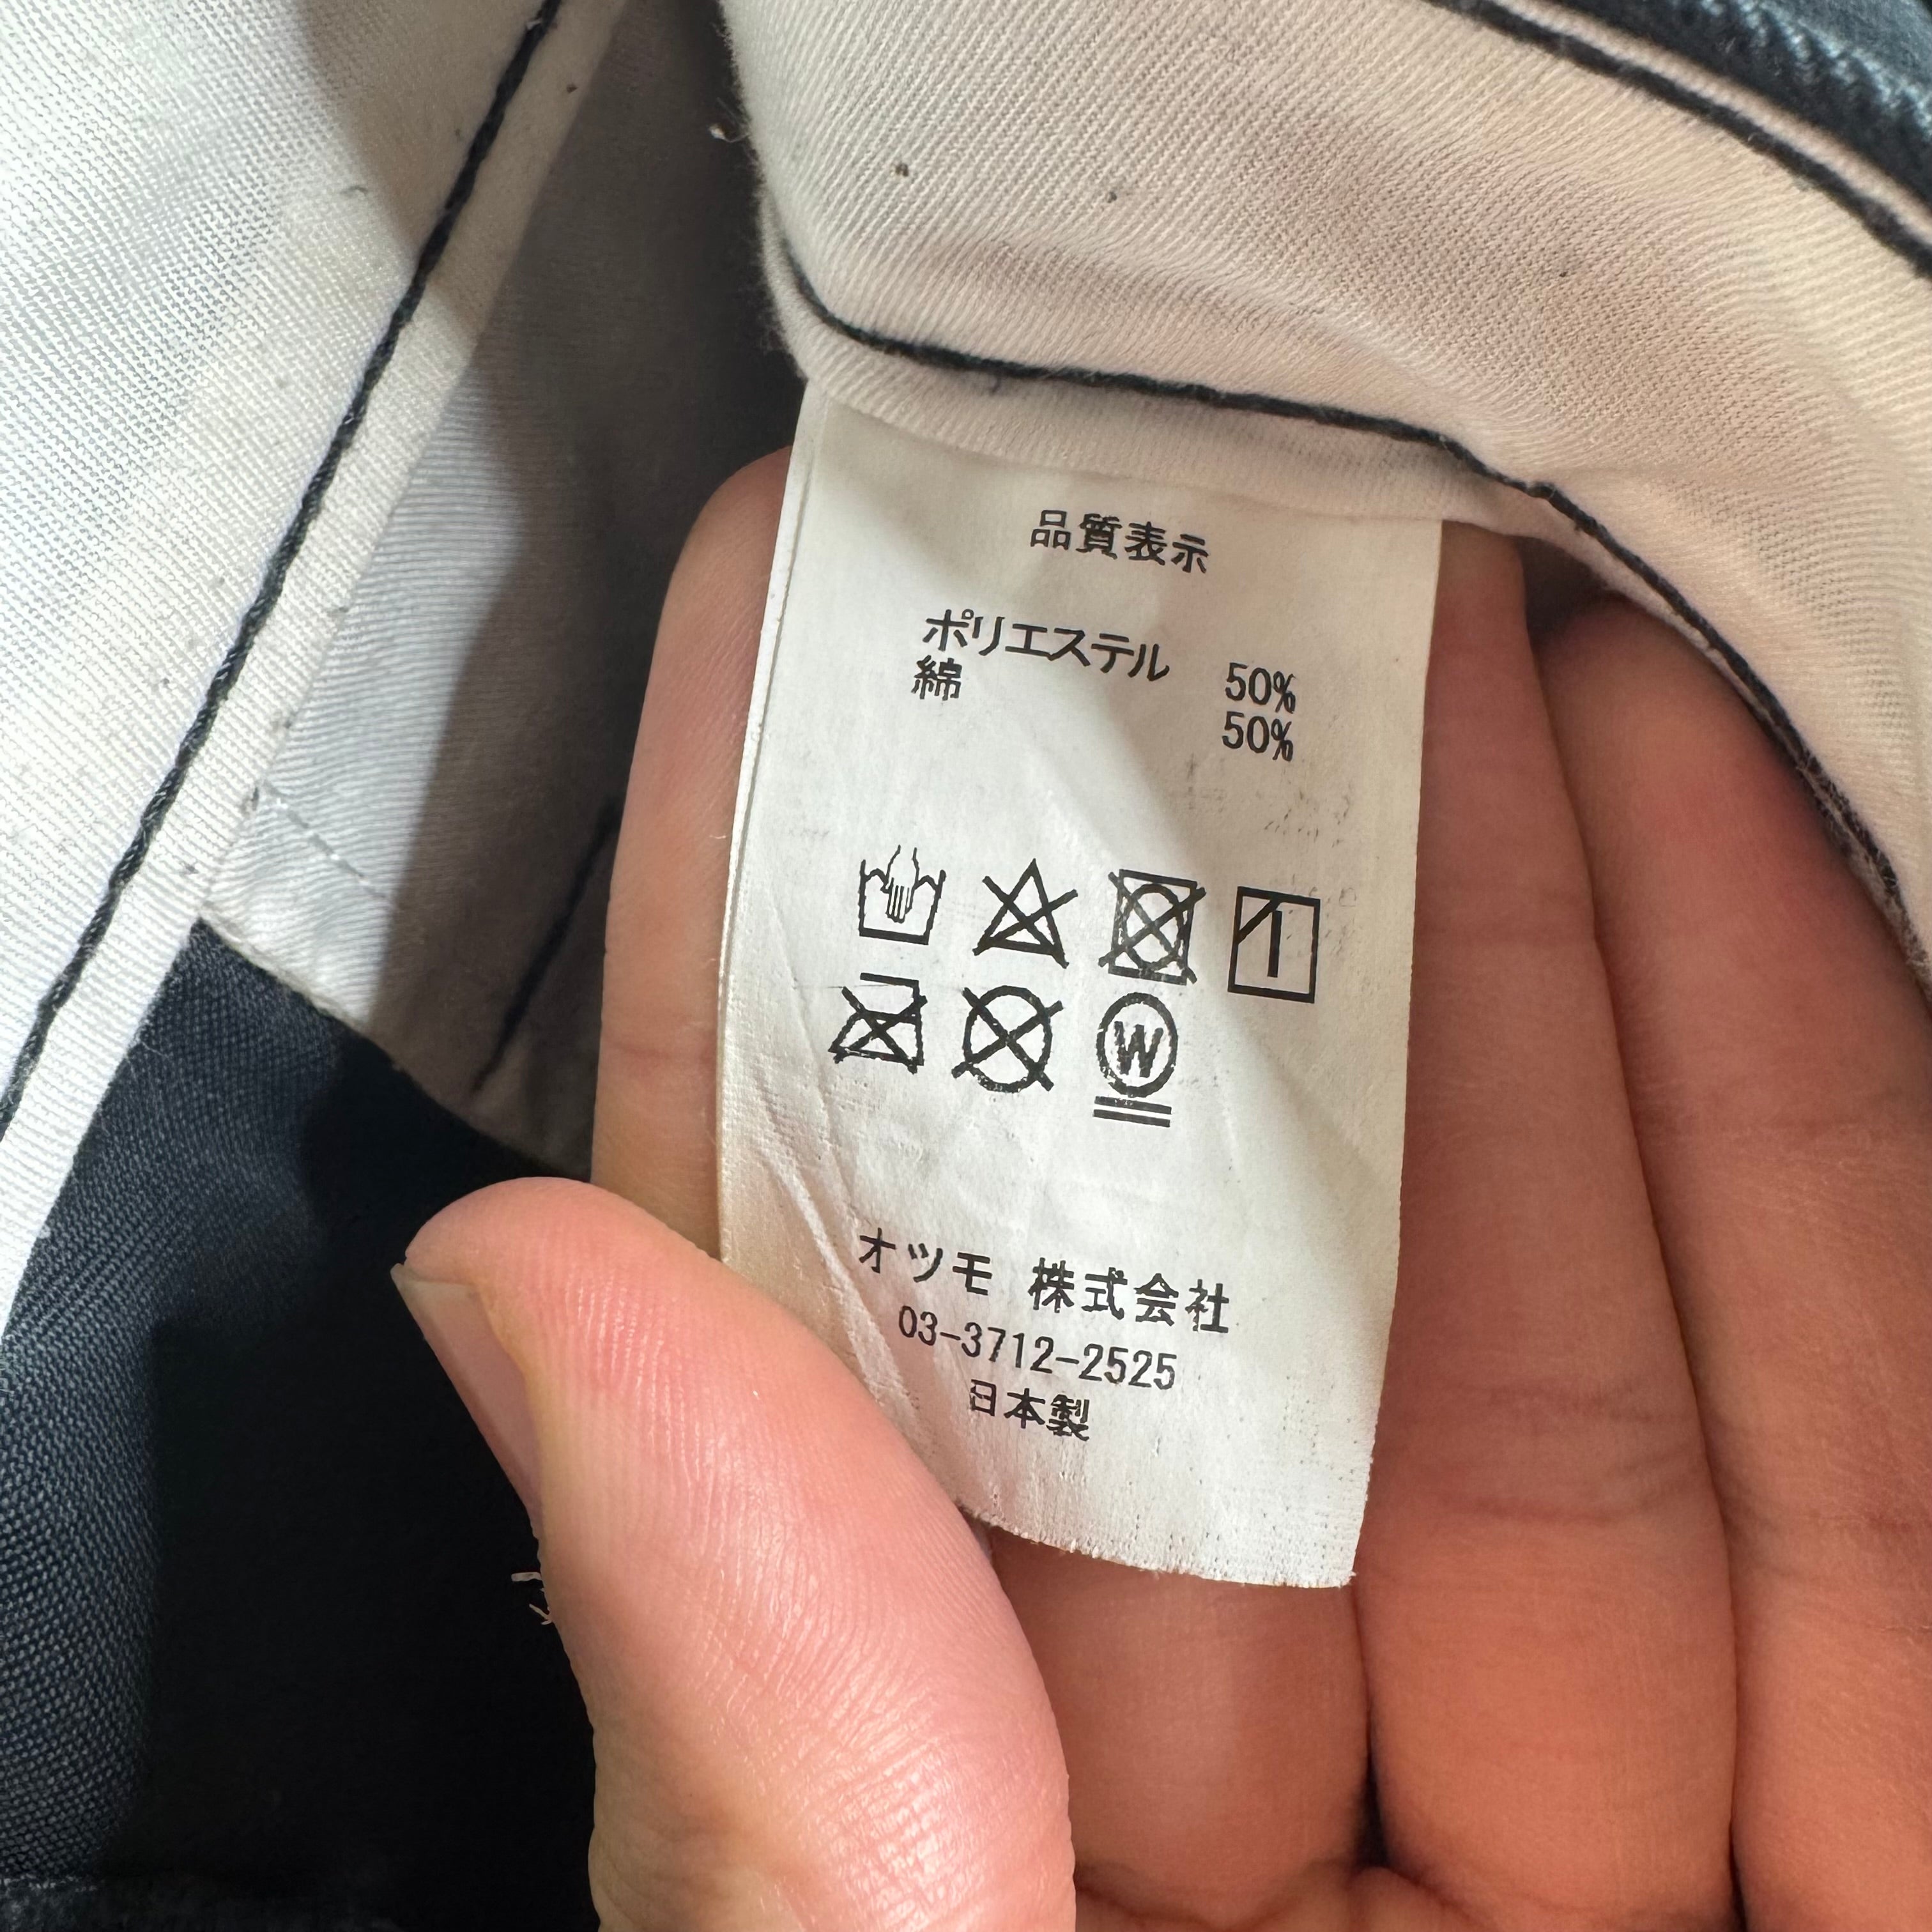 品質表示
ポリエステル 50%
綿 50%
W
オツモ 株式会社
03-3712-2525
日本製